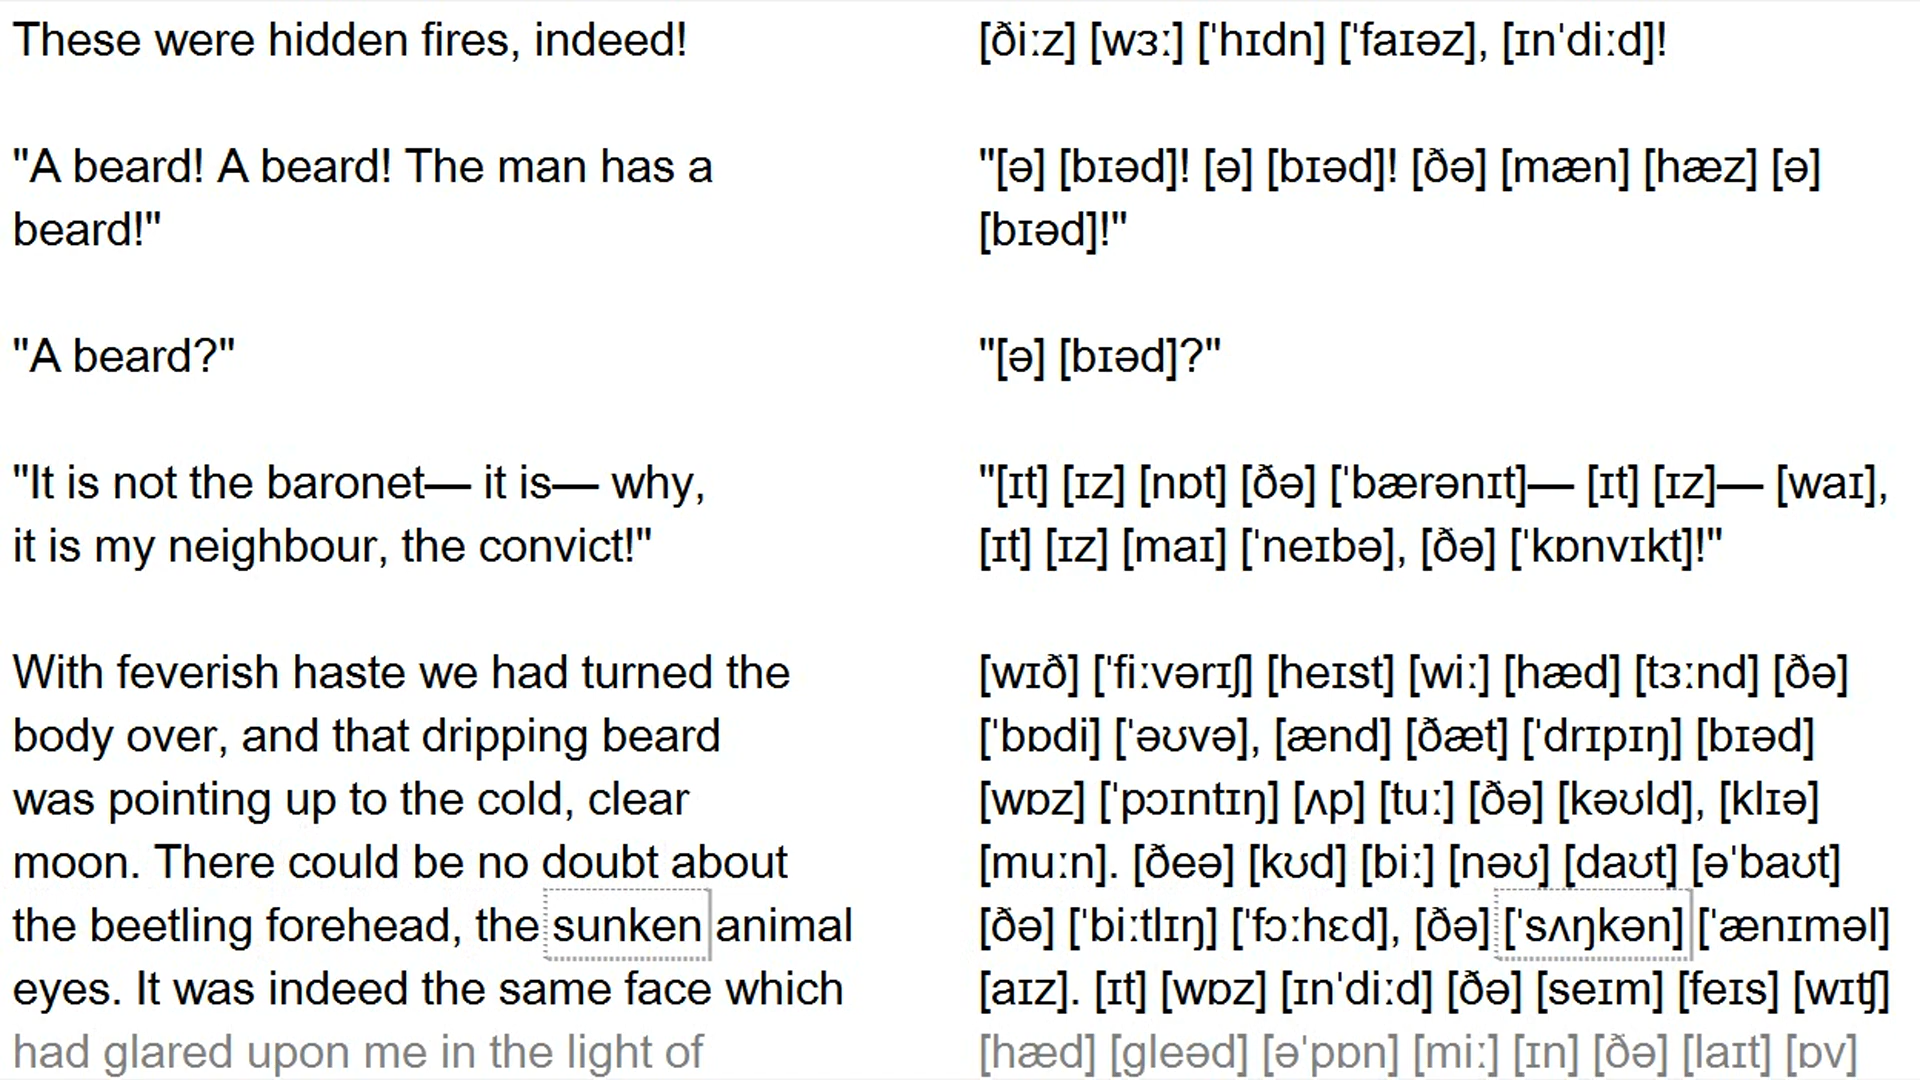 These were hidden fires, indeed!
"A beard! A beard! The man has a
beard!"
"A beard?"
"It is not the baronet— it is— why,
it is my neighbour, the convict!"
With feverish haste we had turned the
body over, and that dripping beard
was pointing up to the cold, clear
moon. There could be no doubt about
the beetling forehead, the sunken animal
eyes. It was indeed the same face which
had glared upon me in the light of
[ðiːz] [wɜː] [ˈhɪdn] [ˈfaɪəz], [ɪnˈdiːd]!
"[ə] [bɪəd]! [ə] [bɪəd]! [ðə] [mæn] [hæz] [ə]
[bɪəd]!"
"[ə] [bɪəd]?"
"[ɪt] [ɪz] [nɒt] [ðə] [ˈbærənɪt]— [ɪt] [ɪz]— [waɪ],
[ɪt] [ɪz] [maɪ] [ˈneɪbə], [ðə] [ˈkɒnvɪkt]!"
[wɪð] [ˈfiːvərɪʃ] [heɪst] [wiː] [hæd] [tɜːnd] [ðə]
[ˈbɒdi] [ˈəʊvə], [ænd] [ðæt] [ˈdrɪpɪŋ] [bɪəd]
[wɒz] [ˈpɔɪntɪŋ] [ʌp] [tuː] [ðə] [kəʊld], [klɪə]
[muːn]. [ðeə] [kʊd] [biː] [nəʊ] [daʊt] [əˈbaʊt]
[ðə] [ˈbiːtlɪŋ] [ˈfɔːhɛd], [ðə] [ˈsʌŋkən] [ˈænɪməl]
[aɪz]. [ɪt] [wɒz] [ɪnˈdiːd] [ðə] [seɪm] [feɪs] [wɪʧ]
[hæd] [gleəd] [əˈpɒn] [miː] [ɪn] [ðə] [laɪt] [ɒv]